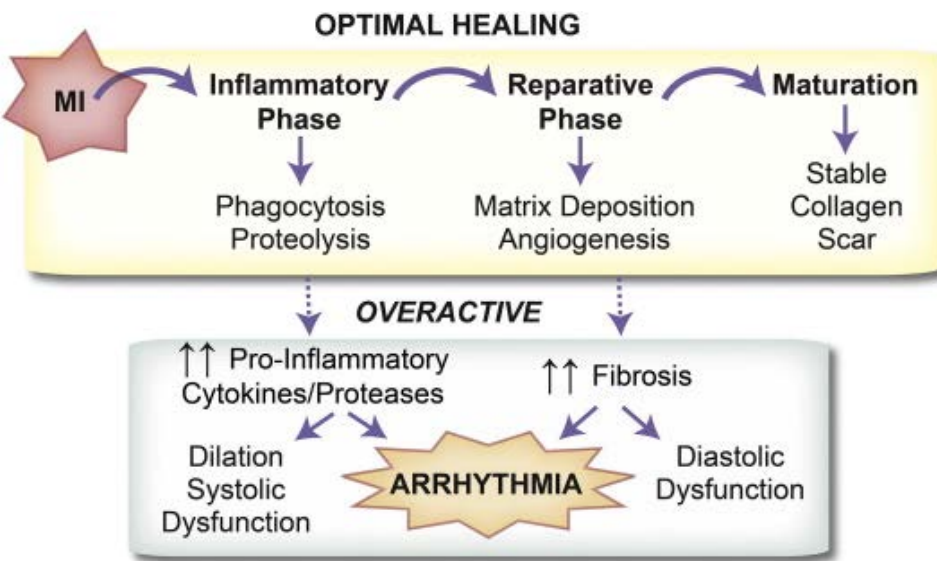 OPTIMAL HEALING
MI
Inflammatory
Phase
Reparative
Phase
Maturation
Phagocytosis
Proteolysis
Matrix Deposition
Angiogenesis
Stable
Collagen
Scar
OVERACTIVE
↑↑ Pro-Inflammatory
Cytokines/Proteases
↑↑ Fibrosis
Dilation
Systolic
Dysfunction
ARRHYTHMIA
Diastolic
Dysfunction